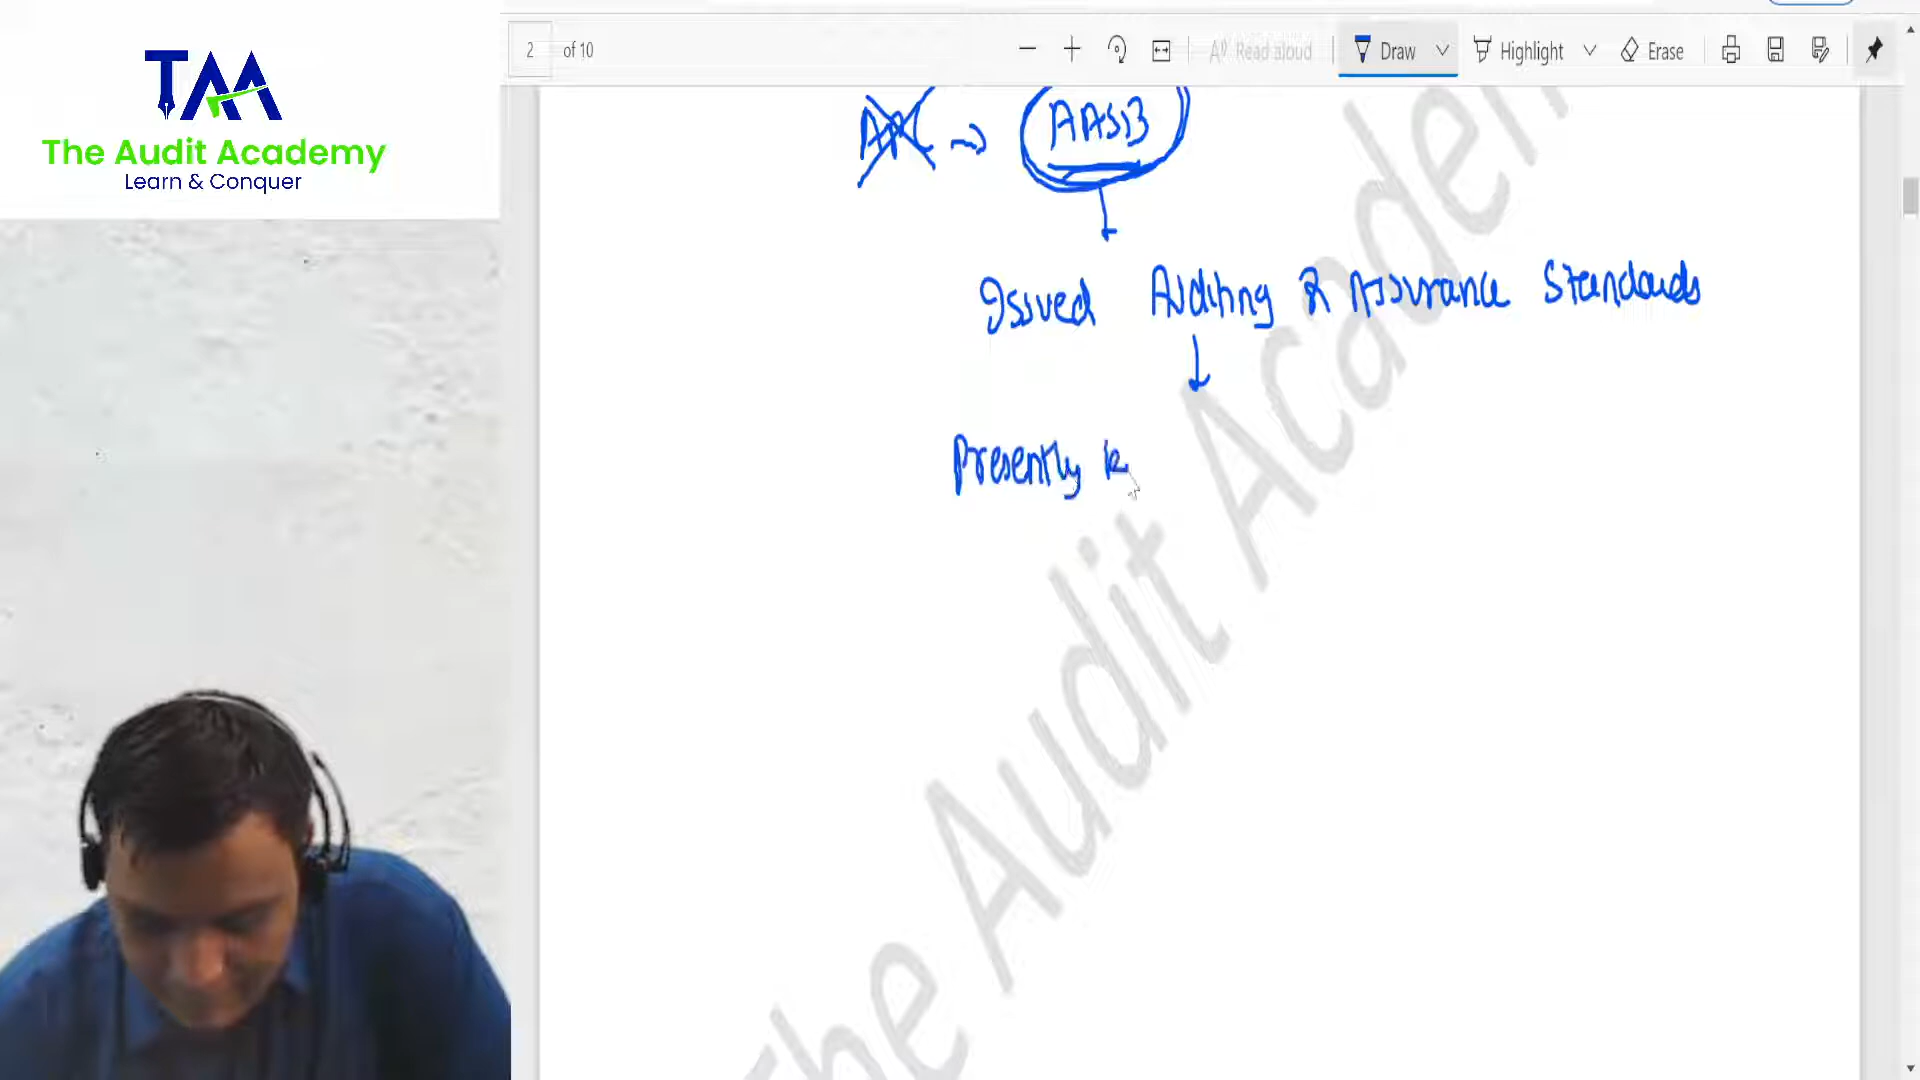 2 of 10
Read aloud
Draw
Highlight
Erase
TAA
The Audit Academy
Learn & Conquer
AASB
Issued Auditing & Assurance Standards
Presently k
The Audit Academ